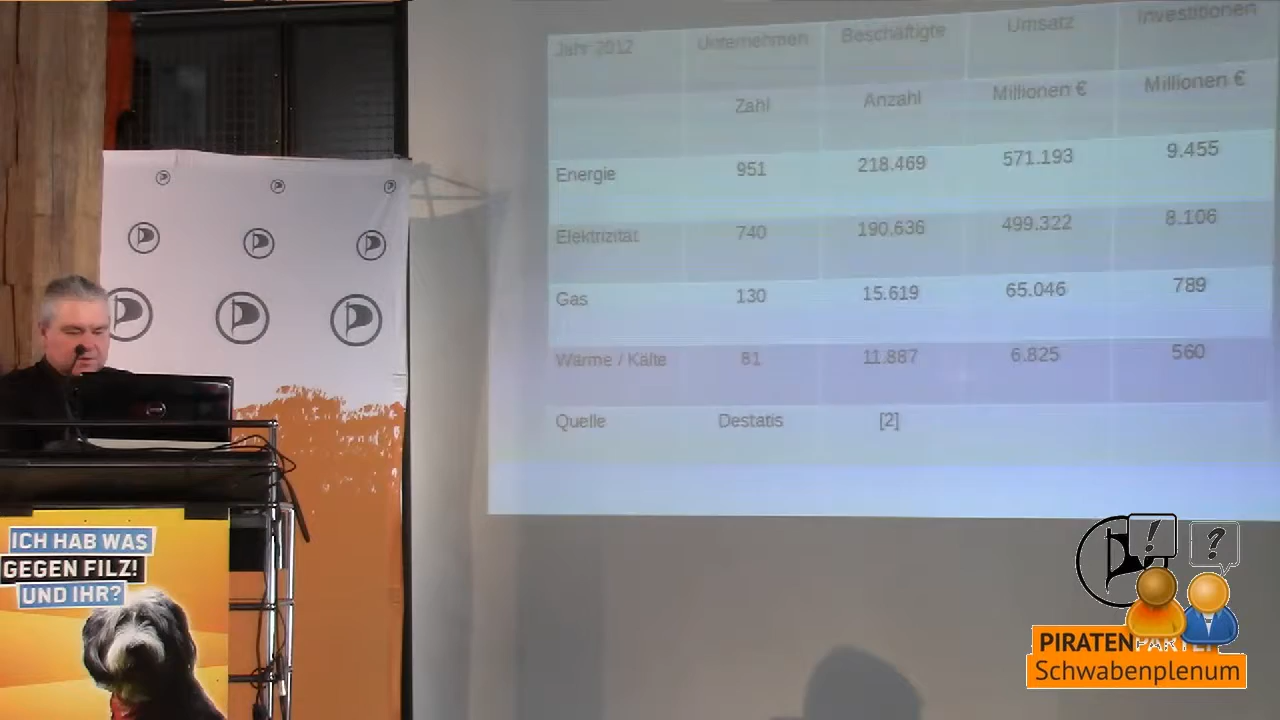 Jahr 2012 Unternehmen Beschäftigte Umsatz Investitionen
Zahl Anzahl Millionen € Millionen €
Energie 951 218.469 571.193 9.455
Elektrizität 740 190.636 499.322 8.106
Gas 130 15.619 65.046 789
Wärme / Kälte 81 11.887 6.825 560
Quelle Destatis [2]
ICH HAB WAS
GEGEN FILZ!
UND IHR?
! ?
PIRATENPARTEI
Schwabenplenum